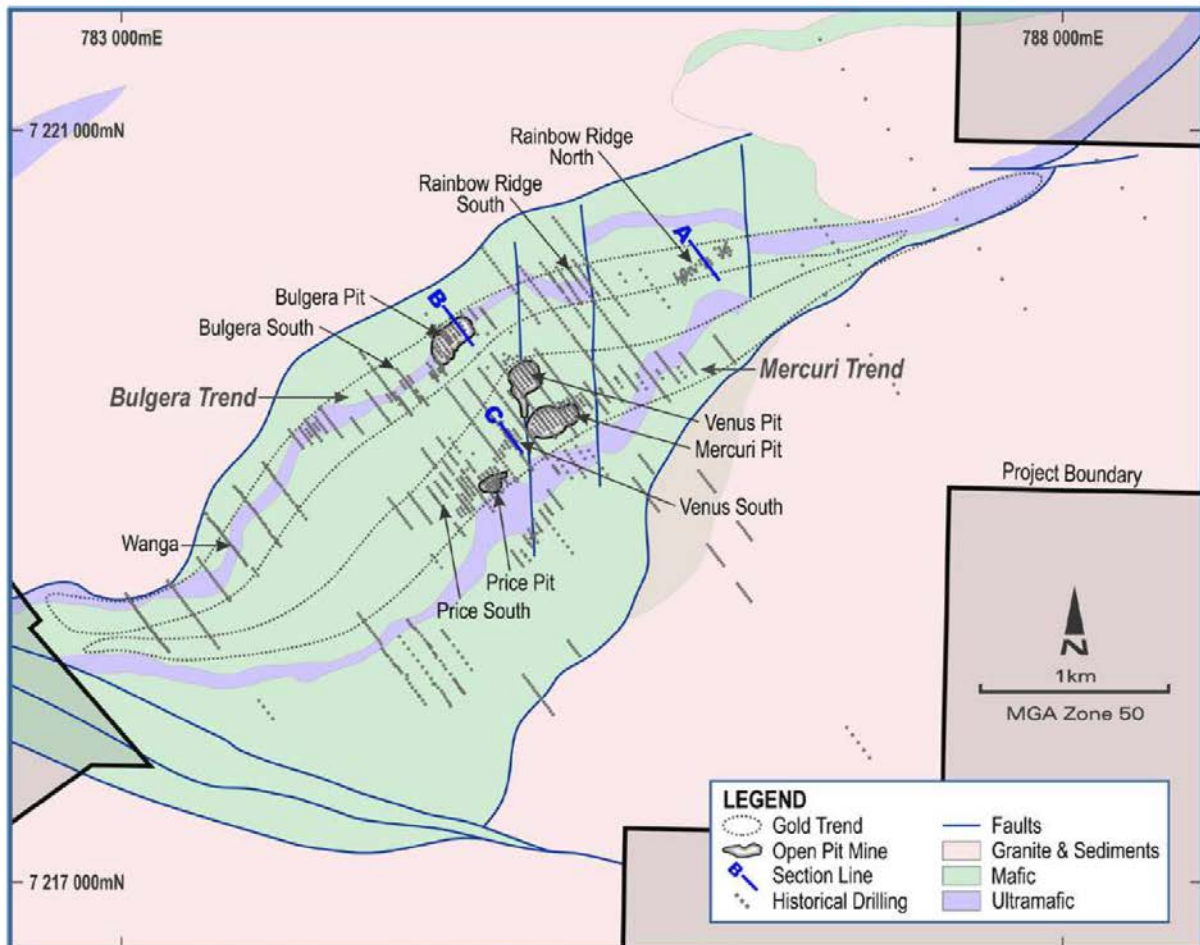 783 000mE
788 000mE
7 221 000mN
Rainbow Ridge
North
Rainbow Ridge
South
A
B
Bulgera Pit
Bulgera South
Bulgera Trend
Mercuri Trend
C
Venus Pit
Mercuri Pit
Venus South
Project Boundary
Wanga
Price Pit
Price South
N
1km
MGA Zone 50
LEGEND
Gold Trend
Open Pit Mine
B
Section Line
Historical Drilling
Faults
Granite & Sediments
Mafic
Ultramafic
7 217 000mN